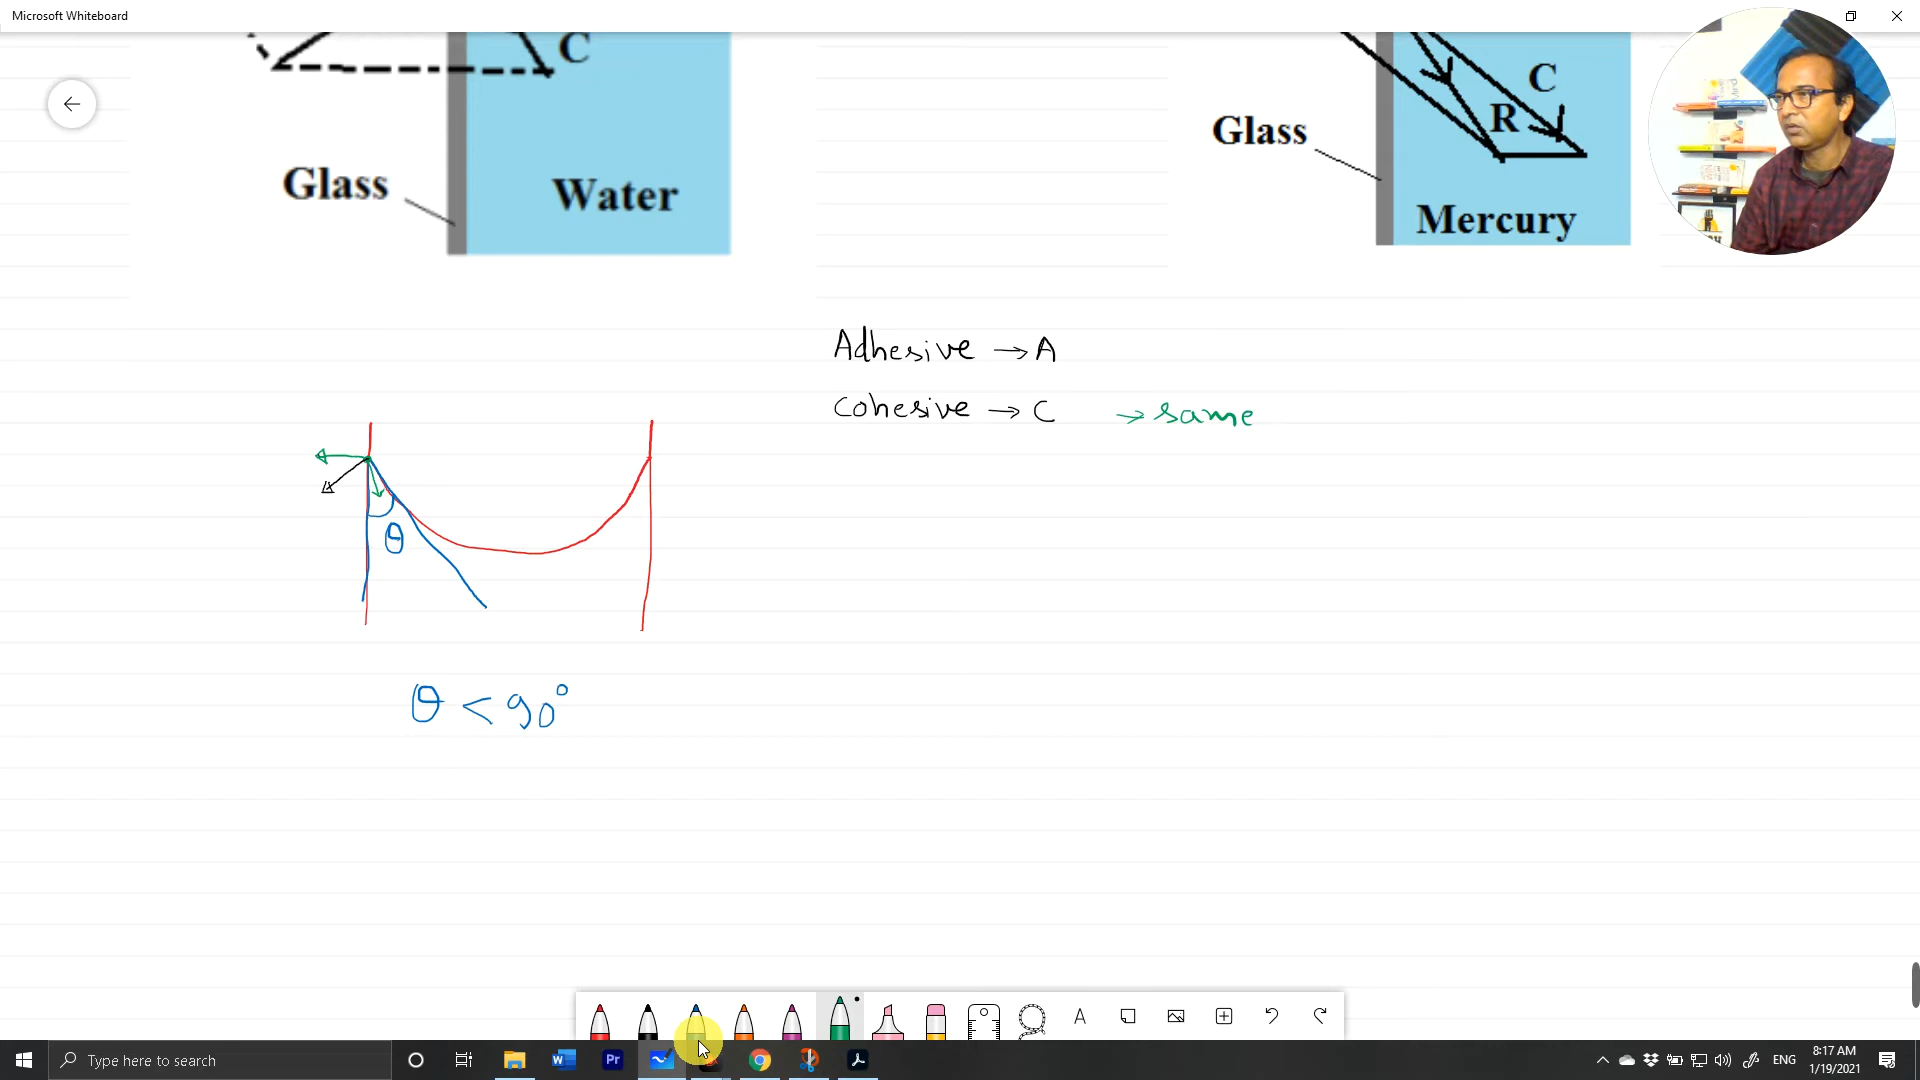 Microsoft Whiteboard
C
C
R
Glass
Glass
Water
Mercury
Adhesive → A
Cohesive → C → same
θ
θ < 90°
A
Type here to search
W
Pr
ENG
8:17 AM
1/19/2021